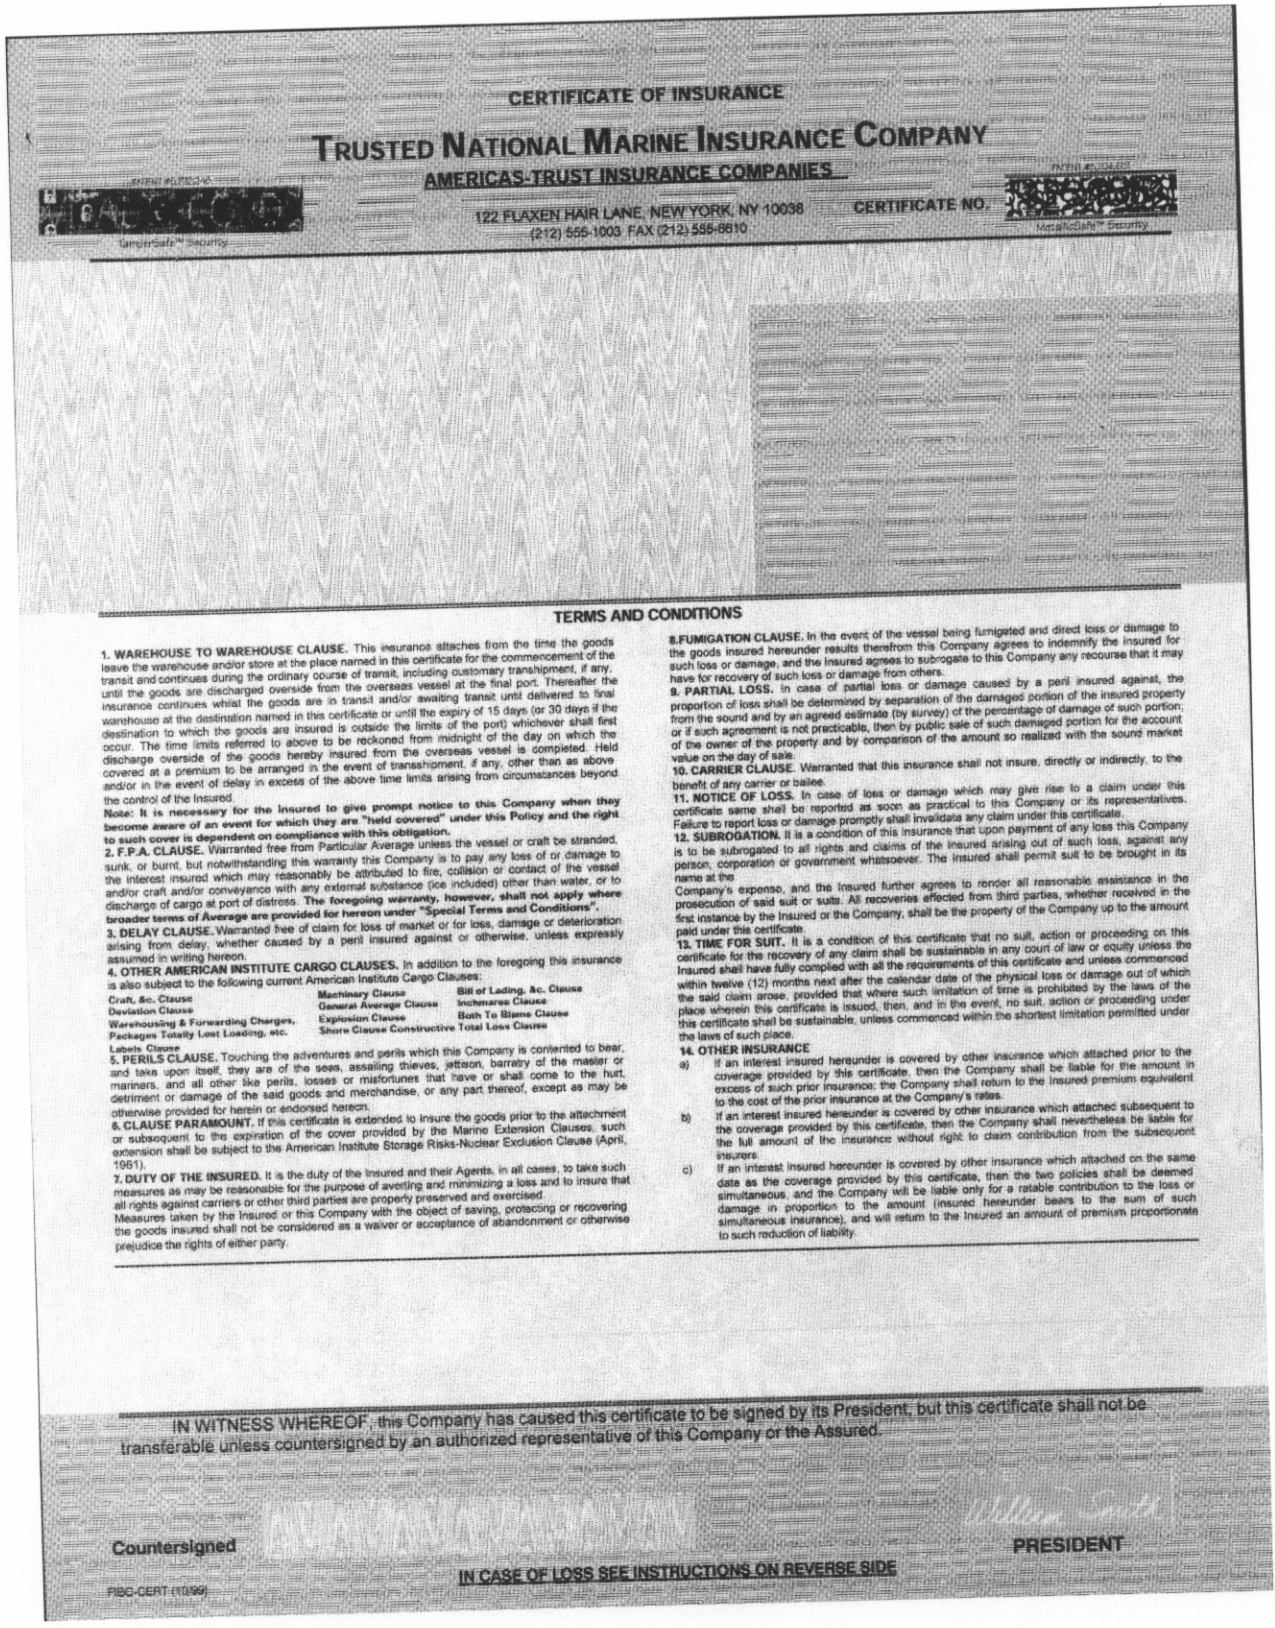 CERTIFICATE OF INSURANCE
TRUSTED NATIONAL MARINE INSURANCE COMPANY
AMERICAS-TRUST INSURANCE COMPANIES
122 FLAXEN HAIR LANE, NEW YORK, NY 10038
(212) 555-1003 FAX (212) 555-6610
CERTIFICATE NO.
TamperSafe™ Security
MetallicSafe™ Security
TERMS AND CONDITIONS
1. WAREHOUSE TO WAREHOUSE CLAUSE. This insurance attaches from the time the goods
leave the warehouse and/or store at the place named in this certificate for the commencement of the
transit and continues during the ordinary course of transit, including customary transhipment, if any,
until the goods are discharged overside from the overseas vessel at the final port. Thereafter the
insurance continues whilst the goods are in transit and/or awaiting transit until delivered to final
warehouse at the destination named in this certificate or until the expiry of 15 days (or 30 days if the
destination to which the goods are insured is outside the limits of the port) whichever shall first
occur. The time limits referred to above to be reckoned from midnight of the day on which the
discharge overside of the goods hereby insured from the overseas vessel is completed. Held
covered at a premium to be arranged in the event of transshipment, if any, other than as above
and/or in the event of delay in excess of the above time limits arising from circumstances beyond
the control of the Insured.
Note: It is necessary for the Insured to give prompt notice to this Company when they
become aware of an event for which they are "held covered" under this Policy and the right
to such cover is dependent on compliance with this obligation.
2. F.P.A. CLAUSE. Warranted free from Particular Average unless the vessel or craft be stranded,
sunk, or burnt, but notwithstanding this warranty this Company is to pay any loss of or damage to
the interest insured which may reasonably be attributed to fire, collision or contact of the vessel
and/or craft and/or conveyance with any external substance (ice included) other than water, or to
discharge of cargo at port of distress. The foregoing warranty, however, shall not apply where
broader terms of Average are provided for hereon under "Special Terms and Conditions".
3. DELAY CLAUSE. Warranted free of claim for loss of market or for loss, damage or deterioration
arising from delay, whether caused by a peril insured against or otherwise, unless expressly
assumed in writing hereon.
4. OTHER AMERICAN INSTITUTE CARGO CLAUSES. In addition to the foregoing this insurance
is also subject to the following current American Institute Cargo Clauses:
Craft, &c. Clause Machinery Clause Bill of Lading, &c. Clause
Deviation Clause General Average Clause Inchmaree Clause
Warehousing & Forwarding Charges, Explosion Clause Both To Blame Clause
Packages Totally Lost Loading, etc. Shore Clause Constructive Total Loss Clause
Labels Clause
5. PERILS CLAUSE. Touching the adventures and perils which this Company is contented to bear,
and take upon itself, they are of the seas, assailing thieves, jettison, barratry of the master or
mariners, and all other like perils, losses or misfortunes that have or shall come to the hurt,
detriment or damage of the said goods and merchandise, or any part thereof, except as may be
otherwise provided for herein or endorsed hereon.
6. CLAUSE PARAMOUNT. If this certificate is extended to insure the goods prior to the attachment
or subsequent to the expiration of the cover provided by the Marine Extension Clauses, such
extension shall be subject to the American Institute Storage Risks-Nuclear Exclusion Clause (April,
1961).
7. DUTY OF THE INSURED. It is the duty of the Insured and their Agents, in all cases, to take such
measures as may be reasonable for the purpose of averting and minimizing a loss and to insure that
all rights against carriers or other third parties are properly preserved and exercised.
Measures taken by the Insured or this Company with the object of saving, protecting or recovering
the goods insured shall not be considered as a waiver or acceptance of abandonment or otherwise
prejudice the rights of either party.
8.FUMIGATION CLAUSE. In the event of the vessel being fumigated and direct loss or damage to
the goods insured hereunder results therefrom this Company agrees to indemnify the insured for
such loss or damage, and the Insured agrees to subrogate to this Company any recourse that it may
have for recovery of such loss or damage from others.
9. PARTIAL LOSS. In case of partial loss or damage caused by a peril insured against, the
proportion of loss shall be determined by separation of the damaged portion of the insured property
from the sound and by an agreed estimate (by survey) of the percentage of damage of such portion;
or if such agreement is not practicable, then by public sale of such damaged portion for the account
of the owner of the property and by comparison of the amount so realized with the sound market
value on the day of sale.
10. CARRIER CLAUSE. Warranted that this insurance shall not insure, directly or indirectly, to the
benefit of any carrier or bailee.
11. NOTICE OF LOSS. In case of loss or damage which may give rise to a claim under this
certificate same shall be reported as soon as practical to this Company or its representatives.
Failure to report loss or damage promptly shall invalidate any claim under this certificate.
12. SUBROGATION. It is a condition of this insurance that upon payment of any loss this Company
is to be subrogated to all rights and claims of the Insured arising out of such loss, against any
person, corporation or government whatsoever. The Insured shall permit suit to be brought in its
name at the
Company's expense, and the Insured further agrees to render all reasonable assistance in the
prosecution of said suit or suits. All recoveries effected from third parties, whether received in the
first instance by the Insured or the Company, shall be the property of the Company up to the amount
paid under this certificate.
13. TIME FOR SUIT. It is a condition of this certificate that no suit, action or proceeding on this
certificate for the recovery of any claim shall be sustainable in any court of law or equity unless the
Insured shall have fully complied with all the requirements of this certificate and unless commenced
within twelve (12) months next after the calendar date of the physical loss or damage out of which
the said claim arose, provided that where such limitation of time is prohibited by the laws of the
place wherein this certificate is issued, then, and in the event, no suit, action or proceeding under
this certificate shall be sustainable, unless commenced within the shortest limitation permitted under
the laws of such place.
14. OTHER INSURANCE
a) If an interest insured hereunder is covered by other insurance which attached prior to the
coverage provided by this certificate, then the Company shall be liable for the amount in
excess of such prior insurance; the Company shall return to the Insured premium equivalent
to the cost of the prior insurance at the Company's rates.
b) If an interest insured hereunder is covered by other insurance which attached subsequent to
the coverage provided by this certificate, then the Company shall nevertheless be liable for
the full amount of the insurance without right to claim contribution from the subsequent
insurers.
c) If an interest insured hereunder is covered by other insurance which attached on the same
date as the coverage provided by this certificate, then the two policies shall be deemed
simultaneous, and the Company will be liable only for a ratable contribution to the loss or
damage in proportion to the amount (insured hereunder bears to the sum of such
simultaneous insurance), and will return to the Insured an amount of premium proportionate
to such reduction of liability.
IN WITNESS WHEREOF, this Company has caused this certificate to be signed by its President, but this certificate shall not be
transferable unless countersigned by an authorized representative of this Company or the Assured.
William Smith
Countersigned
PRESIDENT
IN CASE OF LOSS SEE INSTRUCTIONS ON REVERSE SIDE
FIBC-CERT (10/99)